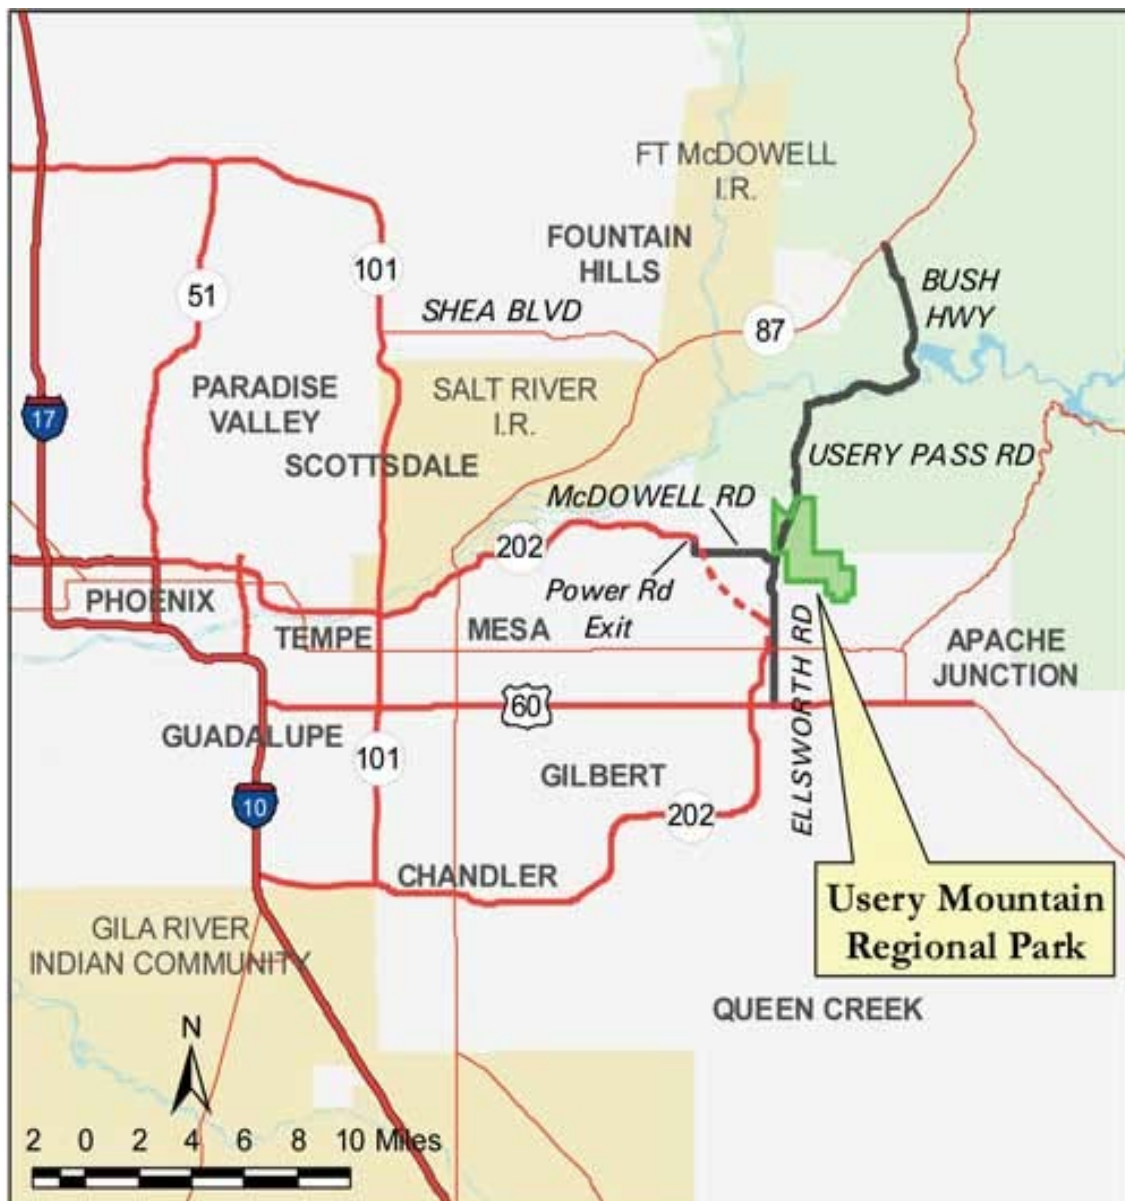 FT McDOWELL
I.R.
FOUNTAIN
HILLS
101
51
BUSH
HWY
SHEA BLVD
87
PARADISE
VALLEY
SALT RIVER
I.R.
17
SCOTTSDALE
USERY PASS RD
McDOWELL RD
202
PHOENIX
Power Rd
Exit
TEMPE
MESA
ELLSWORTH RD
APACHE
JUNCTION
60
GUADALUPE
101
GILBERT
10
202
CHANDLER
Usery Mountain
Regional Park
GILA RIVER
INDIAN COMMUNITY
QUEEN CREEK
N
2 0 2 4 6 8 10 Miles